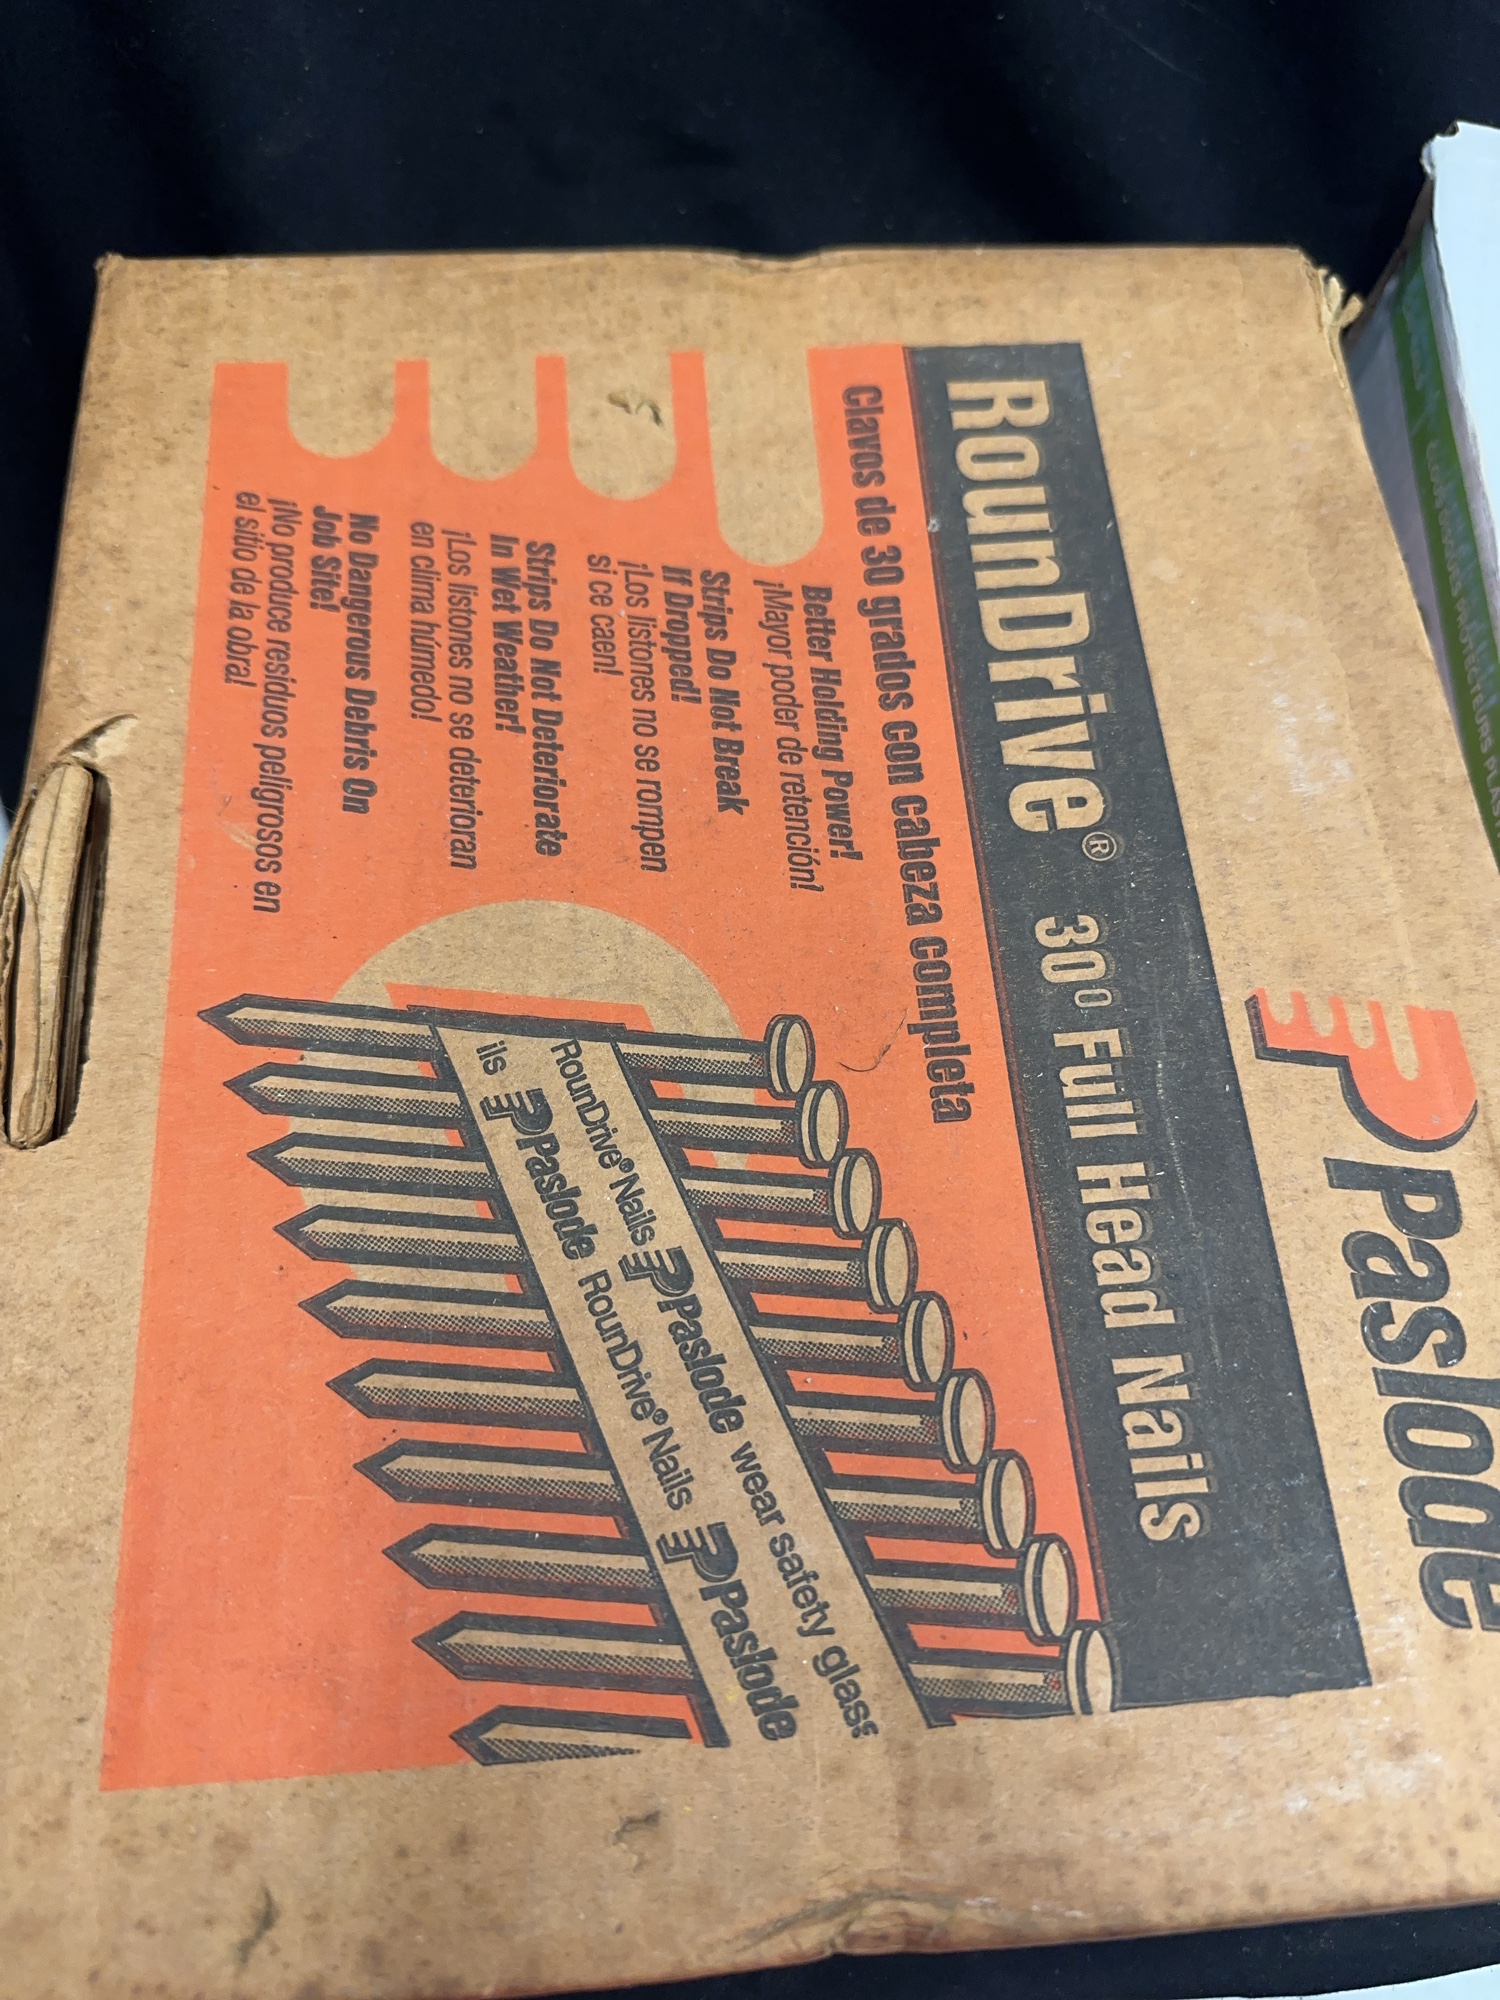 Paslode
RounDrive® 30° Full Head Nails
Clavos de 30 grados con cabeza completa
Better Holding Power!
¡Mayor poder de retención!
Strips Do Not Break
If Dropped!
¡Los listones no se rompen
si ce caen!
Strips Do Not Deteriorate
In Wet Weather!
¡Los listones no se deterioran
en clima húmedo!
No Dangerous Debris On
Job Site!
¡No produce resíduos peligrosos en
el sitio de la obra!
RounDrive® Nails Paslode wear safety glass
ils Paslode RounDrive® Nails Paslode
PROTECTEURS